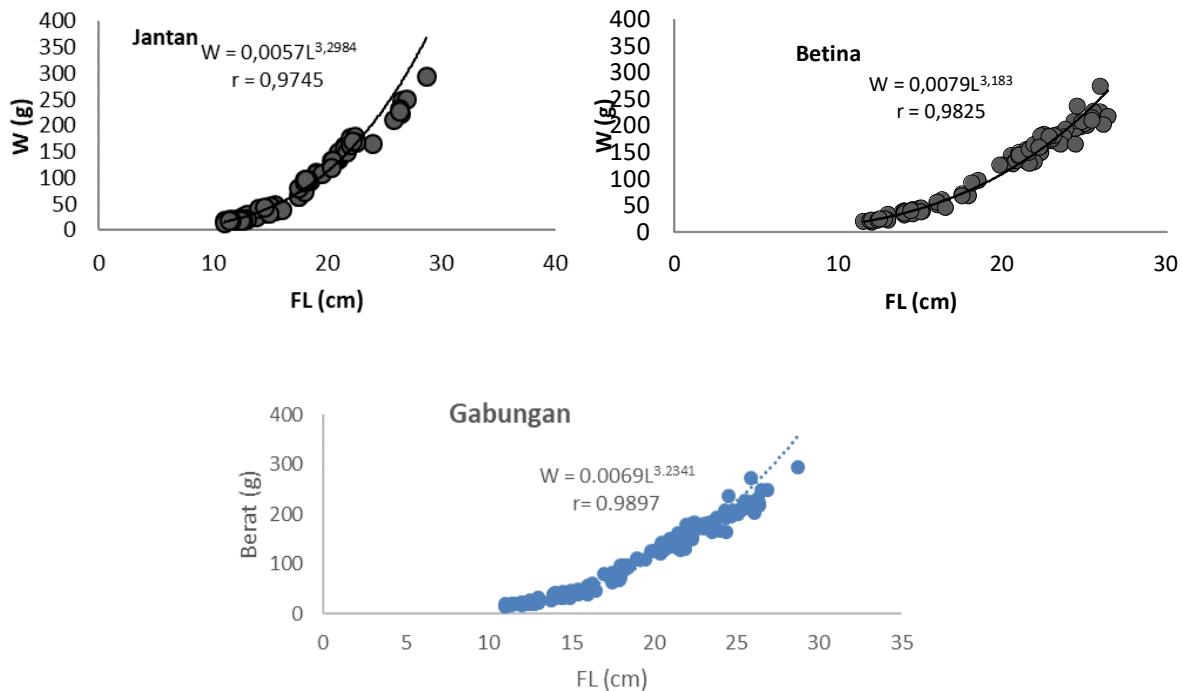 Jantan
W = 0,0057L3,2984
r = 0,9745
400
350
300
250
200
150
100
50
0
W (g)
0 10 20 30 40
FL (cm)
Betina
W = 0,0079L3,183
r = 0,9825
400
350
300
250
200
150
100
50
0
W (g)
0 10 20 30
FL (cm)
Gabungan
W = 0.0069L3.2341
r= 0.9897
400
300
200
100
0
Berat (g)
0 5 10 15 20 25 30 35
FL (cm)